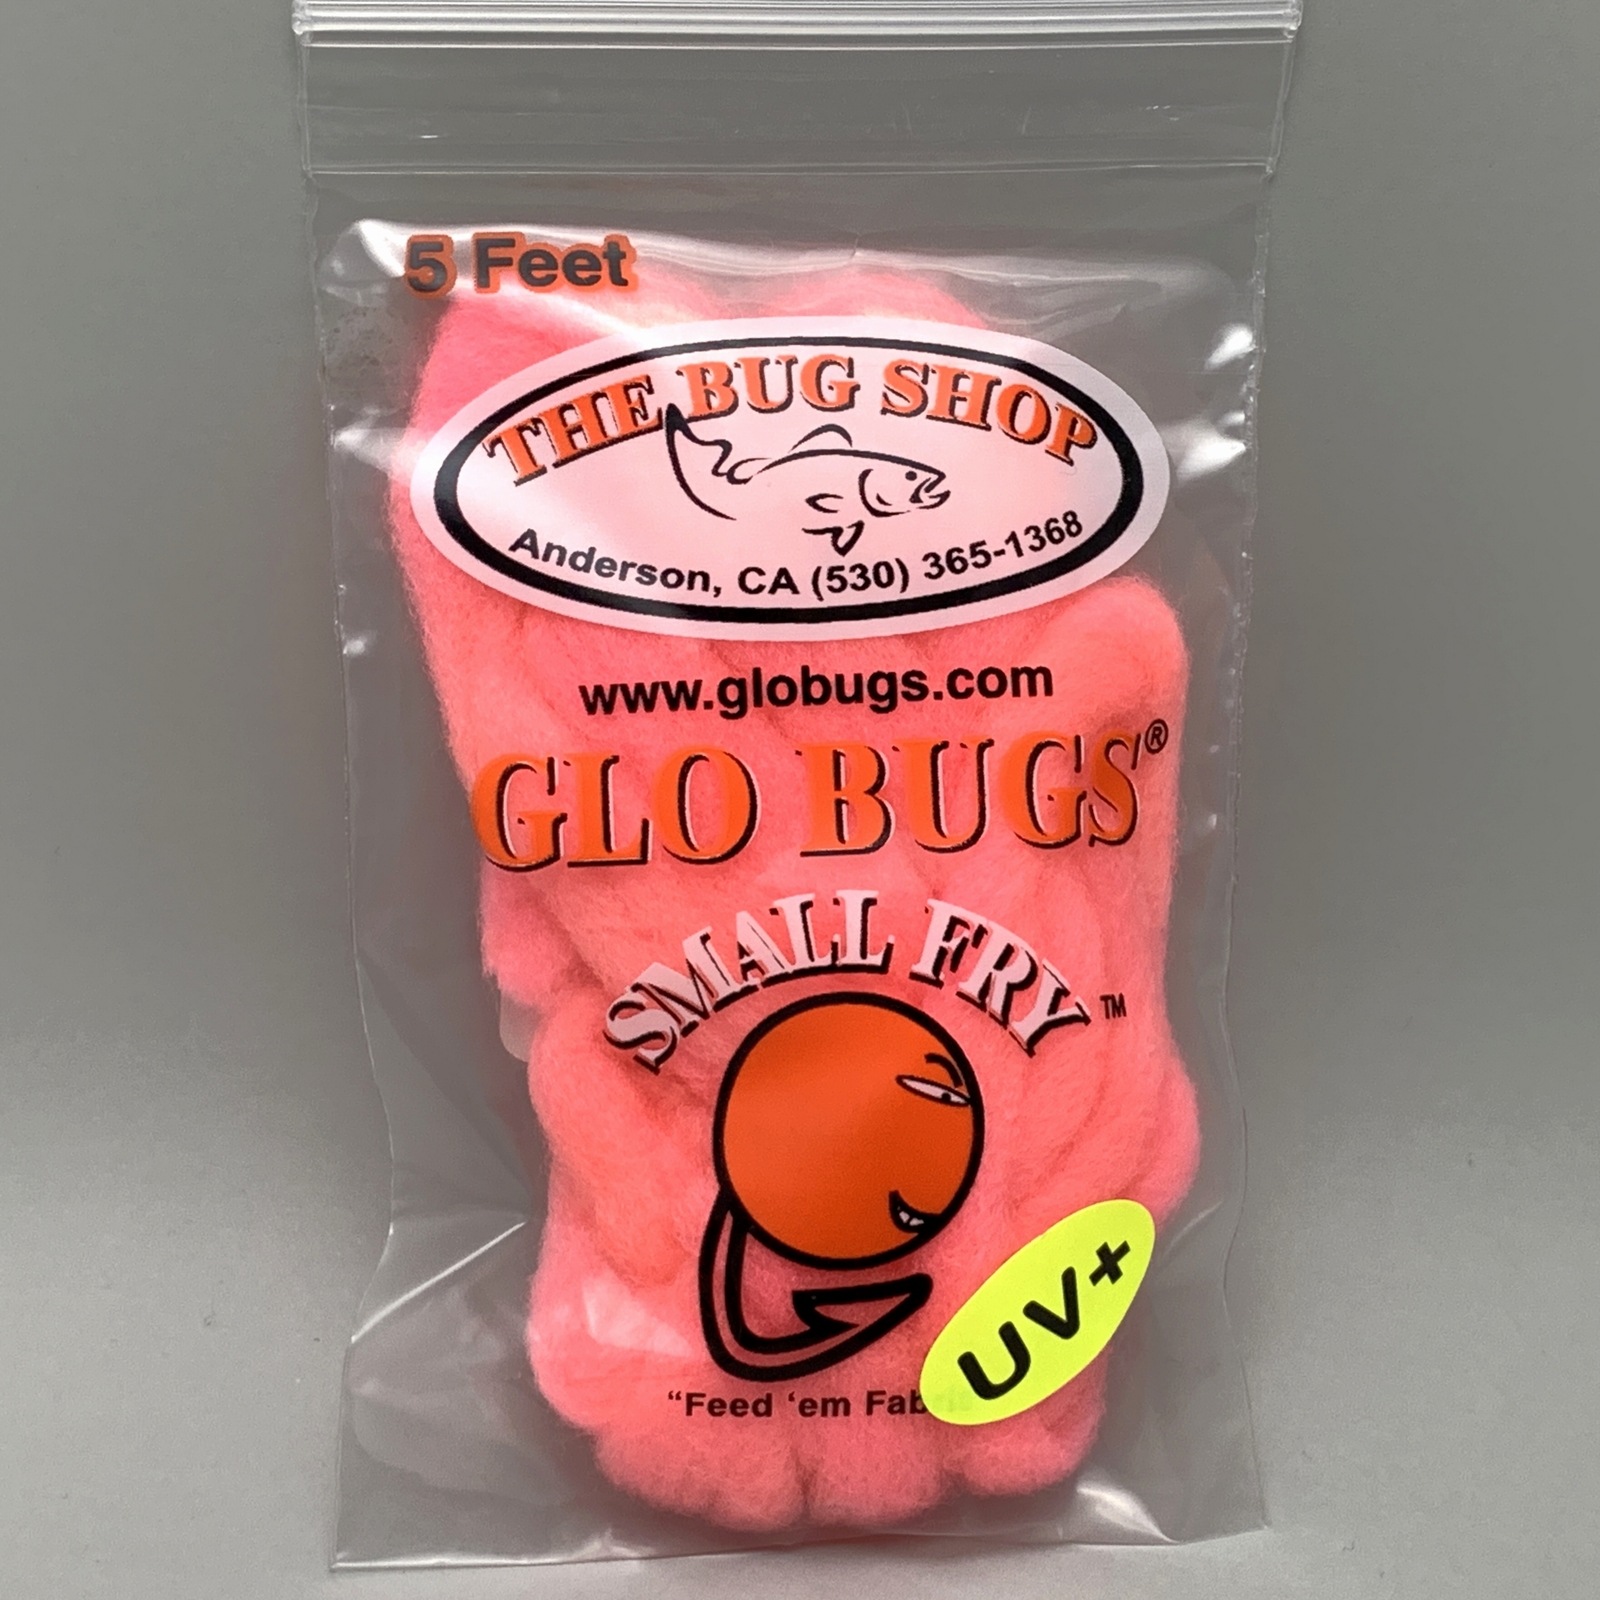 5 Feet
THE BUG SHOP
Anderson, CA (530) 365-1368
www.globugs.com
GLO BUGS®
SMALL FRY™
UV+
"Feed 'em